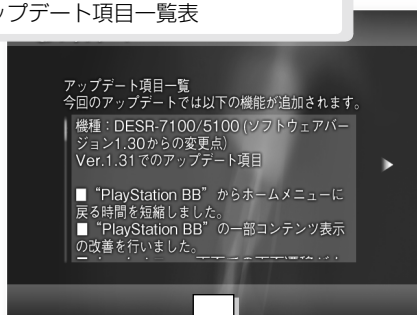 ップデート項目一覧表
アップデート項目一覧
今回のアップデートでは以下の機能が追加されます。
機種：DESR-7100/5100 (ソフトウェアバー
ジョン1.30からの変更点)
Ver.1.31でのアップデート項目
■ “PlayStation BB” からホームメニューに
戻る時間を短縮しました。
■ “PlayStation BB” の一部コンテンツ表示
の改善を行いました。